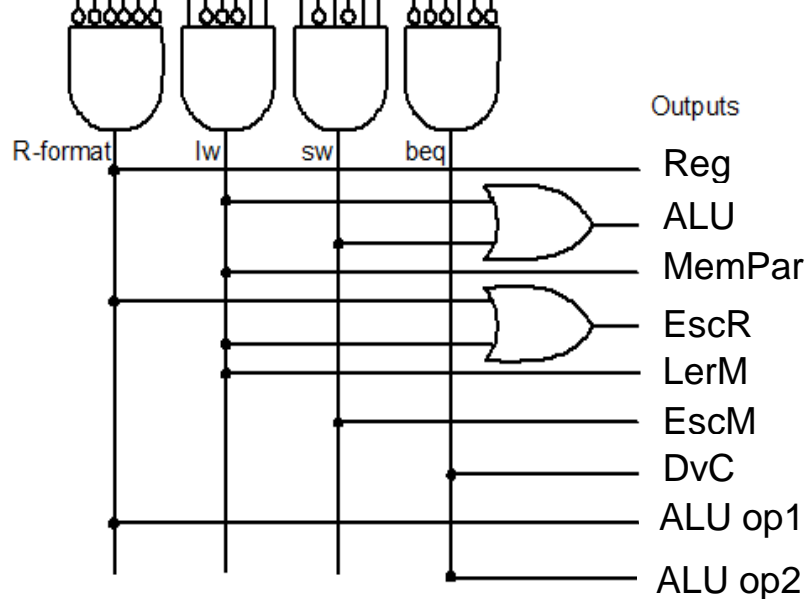 Outputs
R-format lw sw beq
Reg
ALU
MemPar
EscR
LerM
EscM
DvC
ALU op1
ALU op2